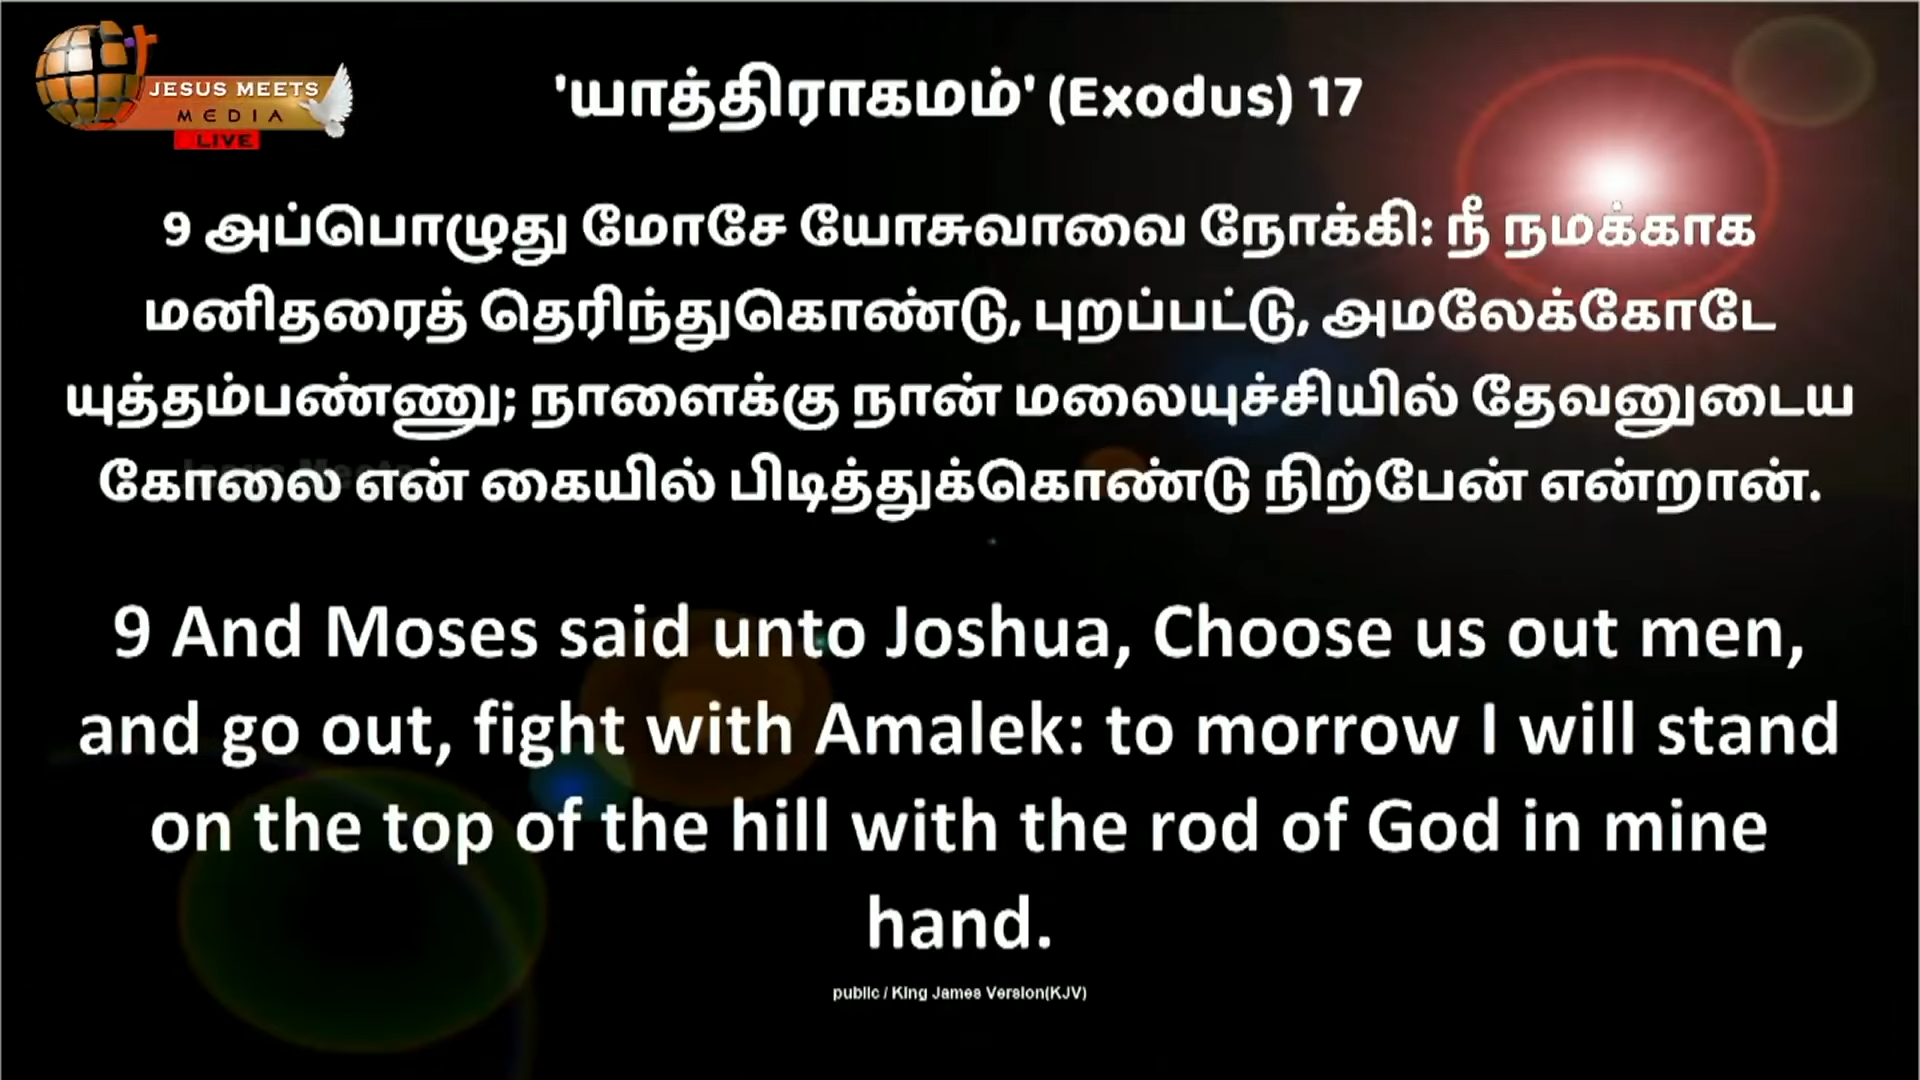 JESUS MEETS
MEDIA
LIVE
'யாத்திராகமம்' (Exodus) 17
9 அப்பொழுது மோசே யோசுவாவை நோக்கி: நீ நமக்காக
மனிதரைத் தெரிந்துகொண்டு, புறப்பட்டு, அமலேக்கோடே
யுத்தம்பண்ணு; நாளைக்கு நான் மலையுச்சியில் தேவனுடைய
கோலை என் கையில் பிடித்துக்கொண்டு நிற்பேன் என்றான்.
9 And Moses said unto Joshua, Choose us out men,
and go out, fight with Amalek: to morrow I will stand
on the top of the hill with the rod of God in mine
hand.
public / King James Version(KJV)